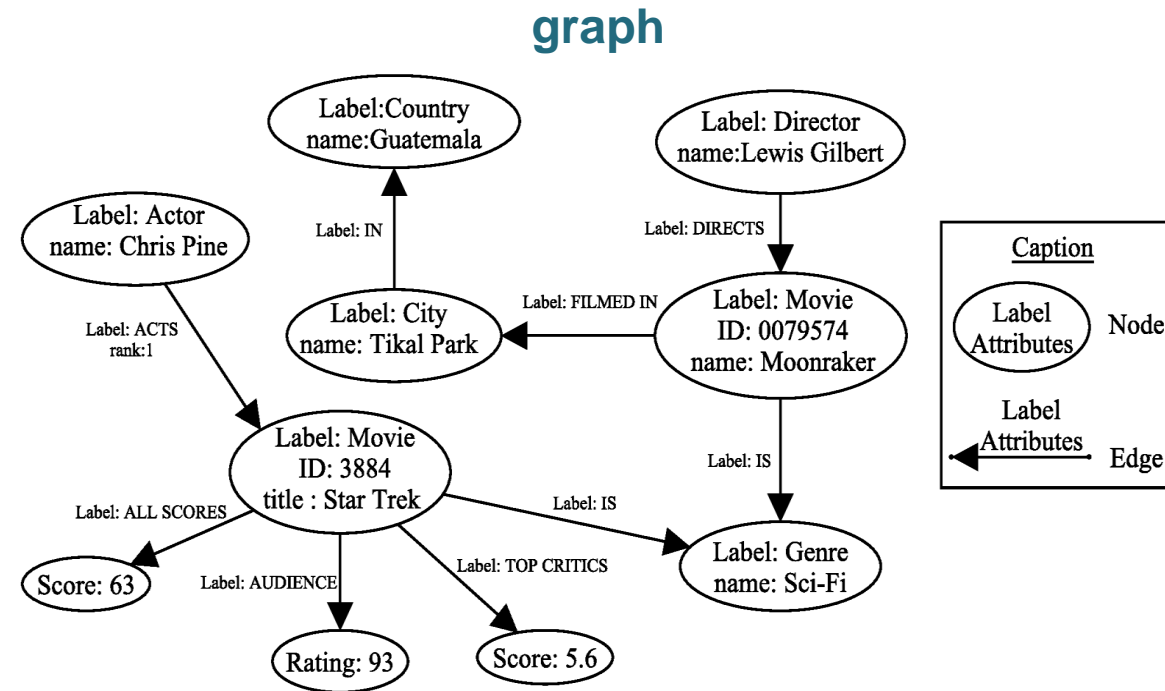 graph
Label:Country
name:Guatemala
Label: Director
name:Lewis Gilbert
Label: Actor
name: Chris Pine
Label: IN
Label: DIRECTS
Caption
Label
Attributes
Node
Label
Attributes
Edge
Label: ACTS
rank:1
Label: City
name: Tikal Park
Label: FILMED IN
Label: Movie
ID: 0079574
name: Moonraker
Label: Movie
ID: 3884
title : Star Trek
Label: IS
Label: IS
Label: ALL SCORES
Label: AUDIENCE
Label: TOP CRITICS
Label: Genre
name: Sci-Fi
Score: 63
Rating: 93
Score: 5.6